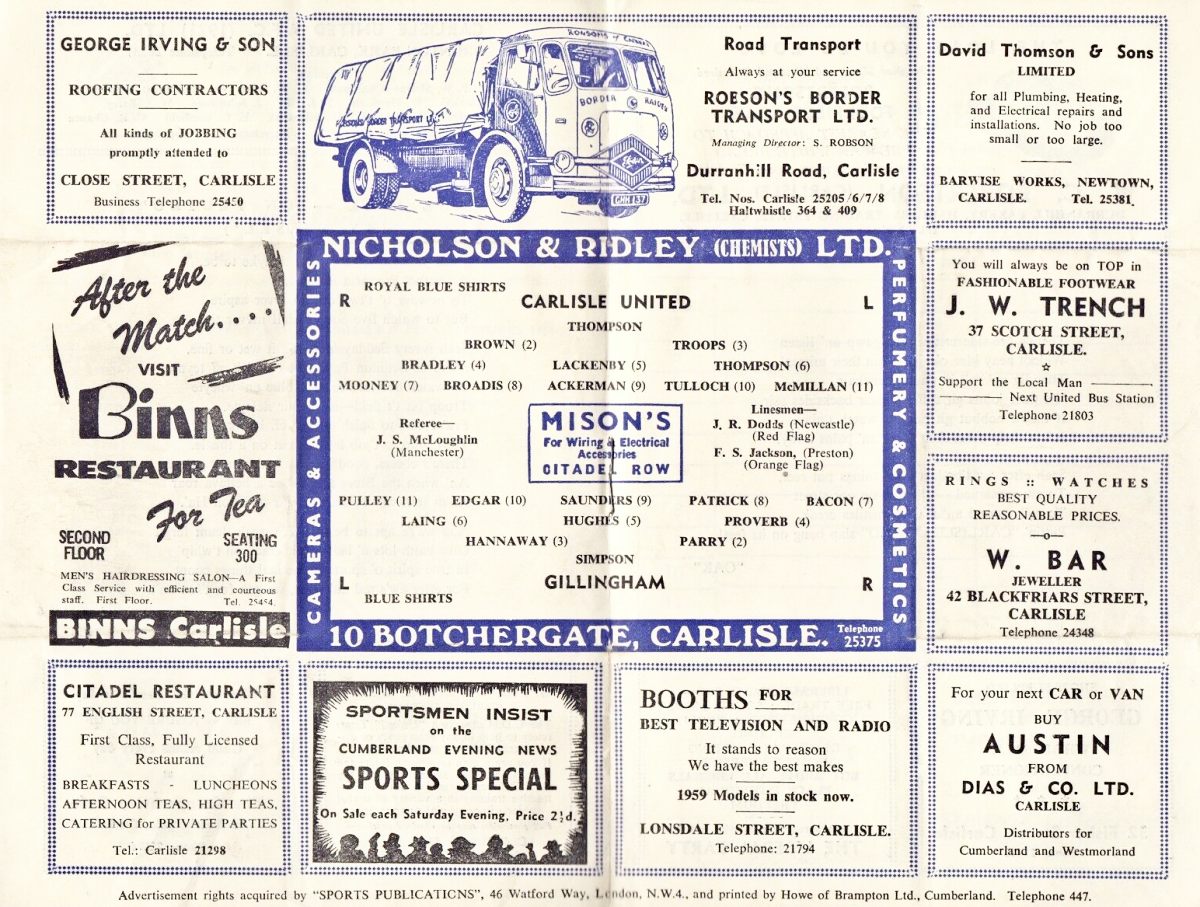 GEORGE IRVING & SON
ROOFING CONTRACTORS
All kinds of JOBBING
promptly attended to
CLOSE STREET, CARLISLE
Business Telephone 25450
RONSONS of CARLISLE
BORDER RAIDER
ROBSONS BORDER TRANSPORT LTD
GHH 137
Road Transport
Always at your service
ROESON'S BORDER
TRANSPORT LTD.
Managing Director: S. ROBSON
Durranhill Road, Carlisle
Tel. Nos. Carlisle 25205/6/7/8
Haltwhistle 364 & 409
David Thomson & Sons
LIMITED
for all Plumbing, Heating,
and Electrical repairs and
installations. No job too
small or too large.
BARWISE WORKS, NEWTOWN,
CARLISLE. Tel. 25381.
After the
Match....
VISIT
Binns
RESTAURANT
For Tea
SECOND FLOOR
SEATING 300
MEN'S HAIRDRESSING SALON—A First
Class Service with efficient and courteous
staff. First Floor. Tel. 25454.
BINNS Carlisle
NICHOLSON & RIDLEY (CHEMISTS) LTD.
CAMERAS & ACCESSORIES
PERFUMERY & COSMETICS
ROYAL BLUE SHIRTS
R CARLISLE UNITED L
THOMPSON
BROWN (2) TROOPS (3)
BRADLEY (4) LACKENBY (5) THOMPSON (6)
MOONEY (7) BROADIS (8) ACKERMAN (9) TULLOCH (10) McMILLAN (11)
Referee—
J. S. McLoughlin
(Manchester)
MISON'S
For Wiring & Electrical
Accessories
CITADEL ROW
Linesmen—
J. R. Dodds (Newcastle)
(Red Flag)
F. S. Jackson, (Preston)
(Orange Flag)
PULLEY (11) EDGAR (10) SAUNDERS (9) PATRICK (8) BACON (7)
LAING (6) HUGHES (5) PROVERB (4)
HANNAWAY (3) PARRY (2)
SIMPSON
L GILLINGHAM R
BLUE SHIRTS
10 BOTCHERGATE, CARLISLE. Telephone 25375
You will always be on TOP in
FASHIONABLE FOOTWEAR
J. W. TRENCH
37 SCOTCH STREET,
CARLISLE.
Support the Local Man
Next United Bus Station
Telephone 21803
RINGS :: WATCHES
BEST QUALITY
REASONABLE PRICES.
—o—
W. BAR
JEWELLER
42 BLACKFRIARS STREET,
CARLISLE
Telephone 24348
CITADEL RESTAURANT
77 ENGLISH STREET, CARLISLE
First Class, Fully Licensed
Restaurant
BREAKFASTS - LUNCHEONS
AFTERNOON TEAS, HIGH TEAS,
CATERING for PRIVATE PARTIES
Tel.: Carlisle 21298
SPORTSMEN INSIST
on the
CUMBERLAND EVENING NEWS
SPORTS SPECIAL
On Sale each Saturday Evening, Price 2½d.
BOOTHS FOR
BEST TELEVISION AND RADIO
It stands to reason
We have the best makes
1959 Models in stock now.
LONSDALE STREET, CARLISLE.
Telephone: 21794
For your next CAR or VAN
BUY
AUSTIN
FROM
DIAS & CO. LTD.
CARLISLE
Distributors for
Cumberland and Westmorland
Advertisement rights acquired by "SPORTS PUBLICATIONS", 46 Watford Way, London, N.W.4., and printed by Howe of Brampton Ltd., Cumberland. Telephone 447.